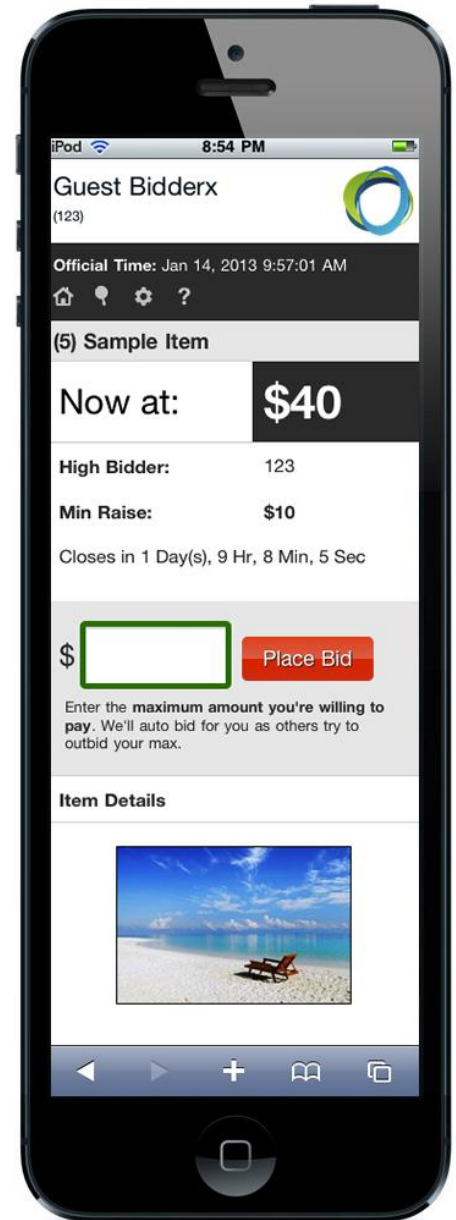 iPod 8:54 PM
Guest Bidderx
(123)
Official Time: Jan 14, 2013 9:57:01 AM
?
(5) Sample Item
Now at: $40
High Bidder: 123
Min Raise: $10
Closes in 1 Day(s), 9 Hr, 8 Min, 5 Sec
$ Place Bid
Enter the maximum amount you're willing to
pay. We'll auto bid for you as others try to
outbid your max.
Item Details